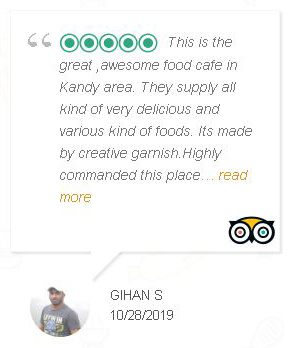 This is the
great ,awesome food cafe in
Kandy area. They supply all
kind of very delicious and
various kind of foods. Its made
by creative garnish.Highly
commanded this place.... read
more
GIHAN S
10/28/2019